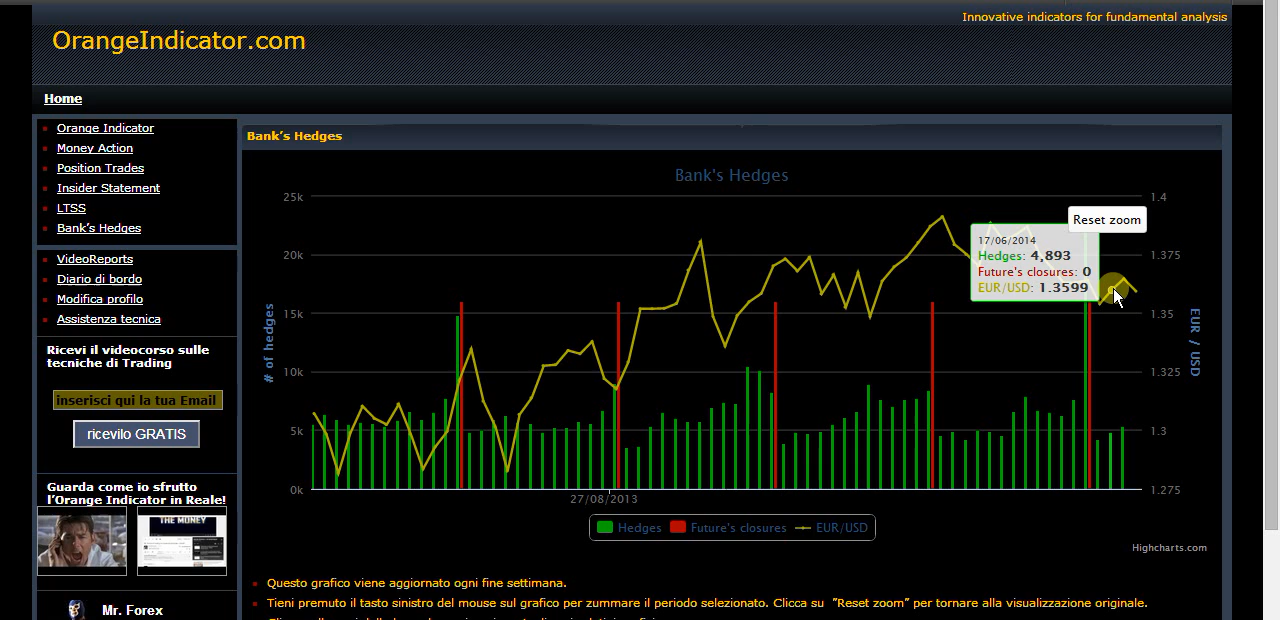 Innovative indicators for fundamental analysis
OrangeIndicator.com
Home
Orange Indicator
Money Action
Position Trades
Insider Statement
LTSS
Bank's Hedges
VideoReports
Diario di bordo
Modifica profilo
Assistenza tecnica
Ricevi il videocorso sulle
tecniche di Trading
inserisci qui la tua Email
ricevilo GRATIS
Guarda come io sfrutto
l'Orange Indicator in Reale!
THE MONEY
Mr. Forex
Bank's Hedges
Bank's Hedges
25k
20k
15k
10k
5k
0k
# of hedges
1.4
1.375
1.35
1.325
1.3
1.275
EUR / USD
Reset zoom
17/06/2014
Hedges: 4,893
Future's closures: 0
EUR/USD: 1.3599
27/08/2013
Hedges Future's closures EUR/USD
Highcharts.com
Questo grafico viene aggiornato ogni fine settimana.
Tieni premuto il tasto sinistro del mouse sul grafico per zummare il periodo selezionato. Clicca su "Reset zoom" per tornare alla visualizzazione originale.